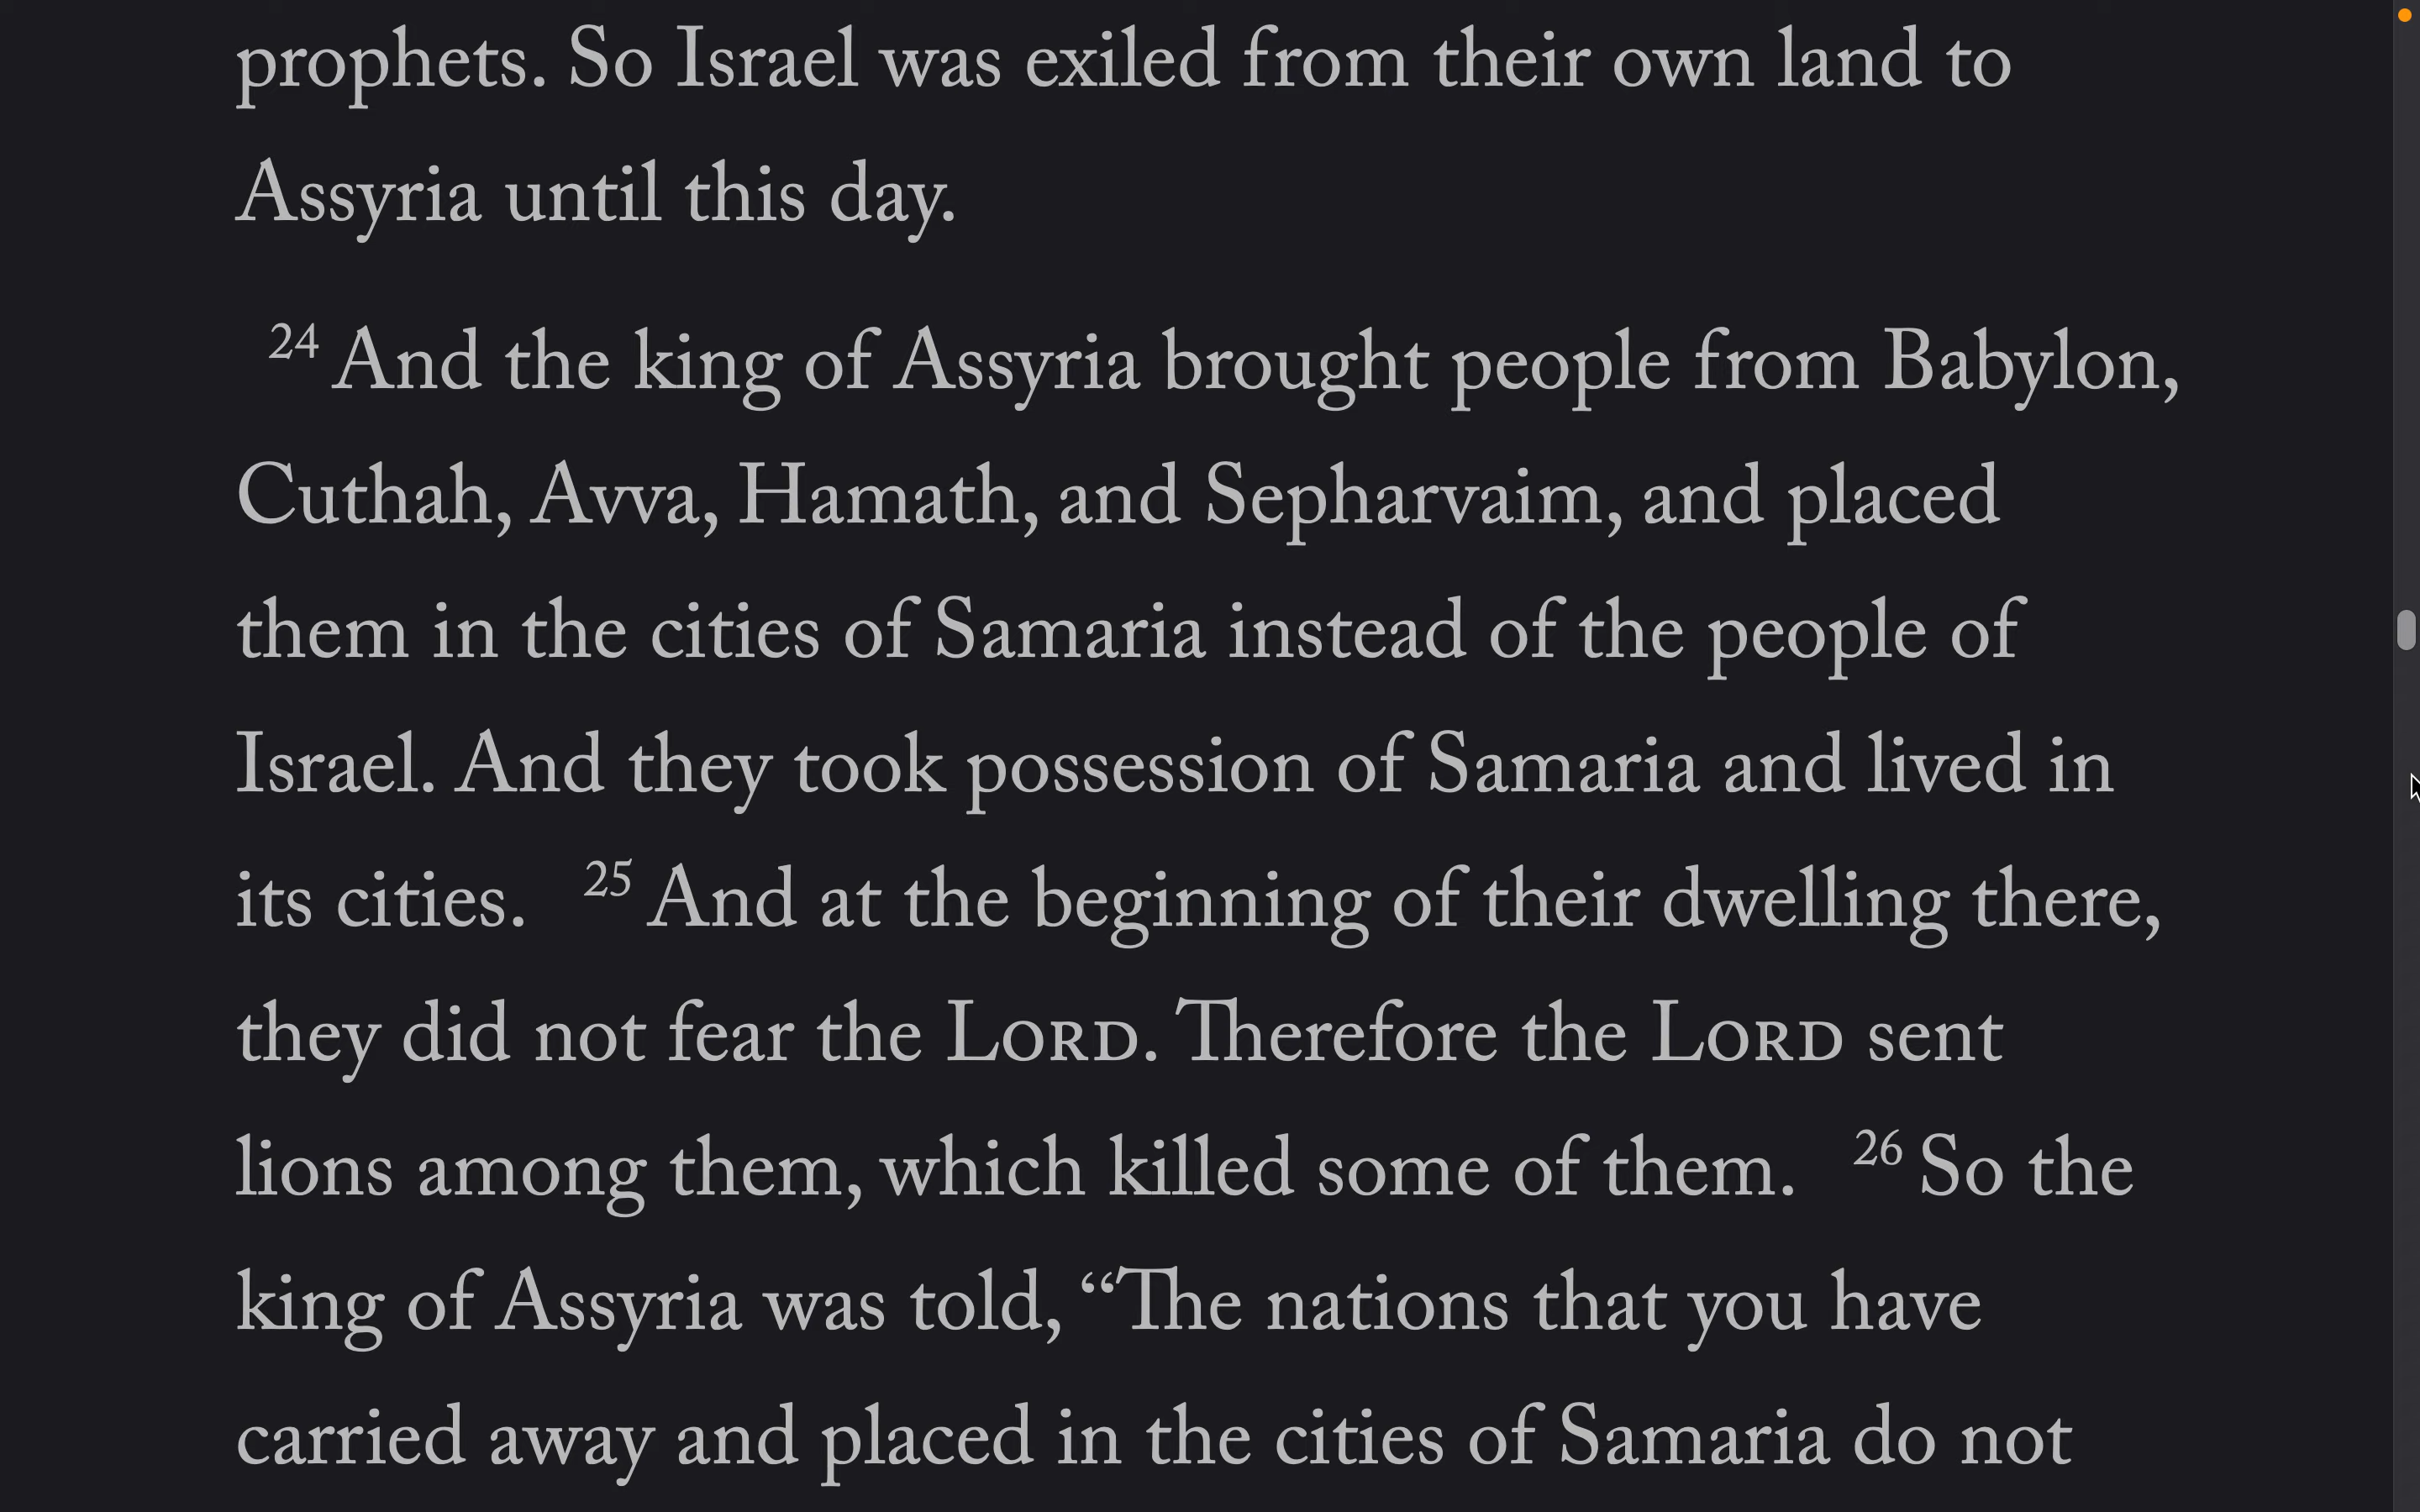 prophets. So Israel was exiled from their own land to
Assyria until this day.
24 And the king of Assyria brought people from Babylon,
Cuthah, Avva, Hamath, and Sepharvaim, and placed
them in the cities of Samaria instead of the people of
Israel. And they took possession of Samaria and lived in
its cities. 25 And at the beginning of their dwelling there,
they did not fear the LORD. Therefore the LORD sent
lions among them, which killed some of them. 26 So the
king of Assyria was told, “The nations that you have
carried away and placed in the cities of Samaria do not